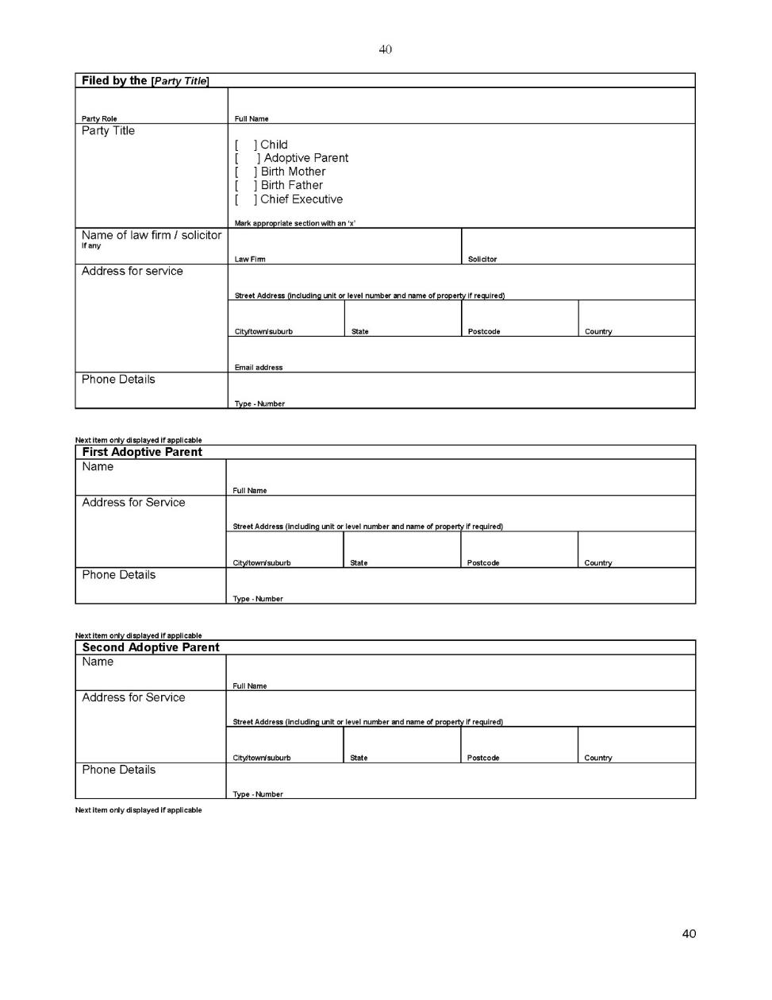 40
Filed by the [Party Title]
Party Role
Full Name
Party Title
[ ] Child
[ ] Adoptive Parent
[ ] Birth Mother
[ ] Birth Father
[ ] Chief Executive
Mark appropriate section with an ‘x’
Name of law firm / solicitor
If any
Law Firm
Solicitor
Address for service
Street Address (including unit or level number and name of property if required)
City/town/suburb
State
Postcode
Country
Email address
Phone Details
Type - Number
Next item only displayed if applicable
First Adoptive Parent
Name
Full Name
Address for Service
Street Address (including unit or level number and name of property if required)
City/town/suburb
State
Postcode
Country
Phone Details
Type - Number
Next item only displayed if applicable
Second Adoptive Parent
Name
Full Name
Address for Service
Street Address (including unit or level number and name of property if required)
City/town/suburb
State
Postcode
Country
Phone Details
Type - Number
Next item only displayed if applicable
40